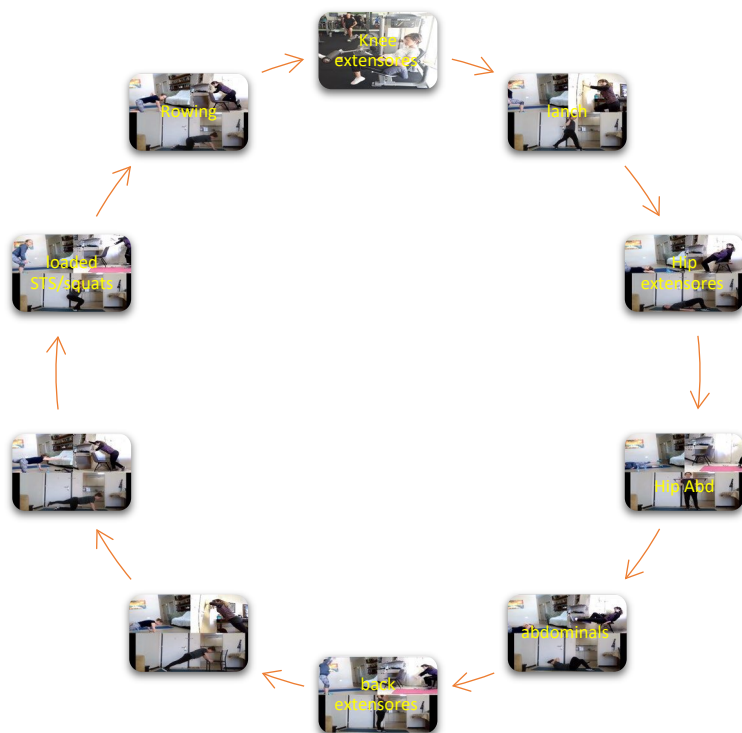 Knee
extensores
lanch
Hip
extensores
Hip Abd
abdominals
back
extensores
loaded
STS/squats
Rowing